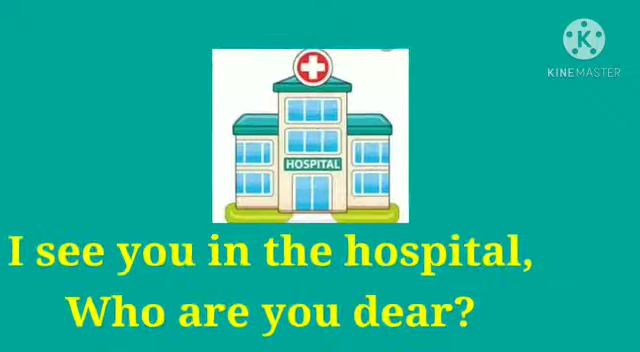 KINEMASTER
HOSPITAL
I see you in the hospital,
Who are you dear?